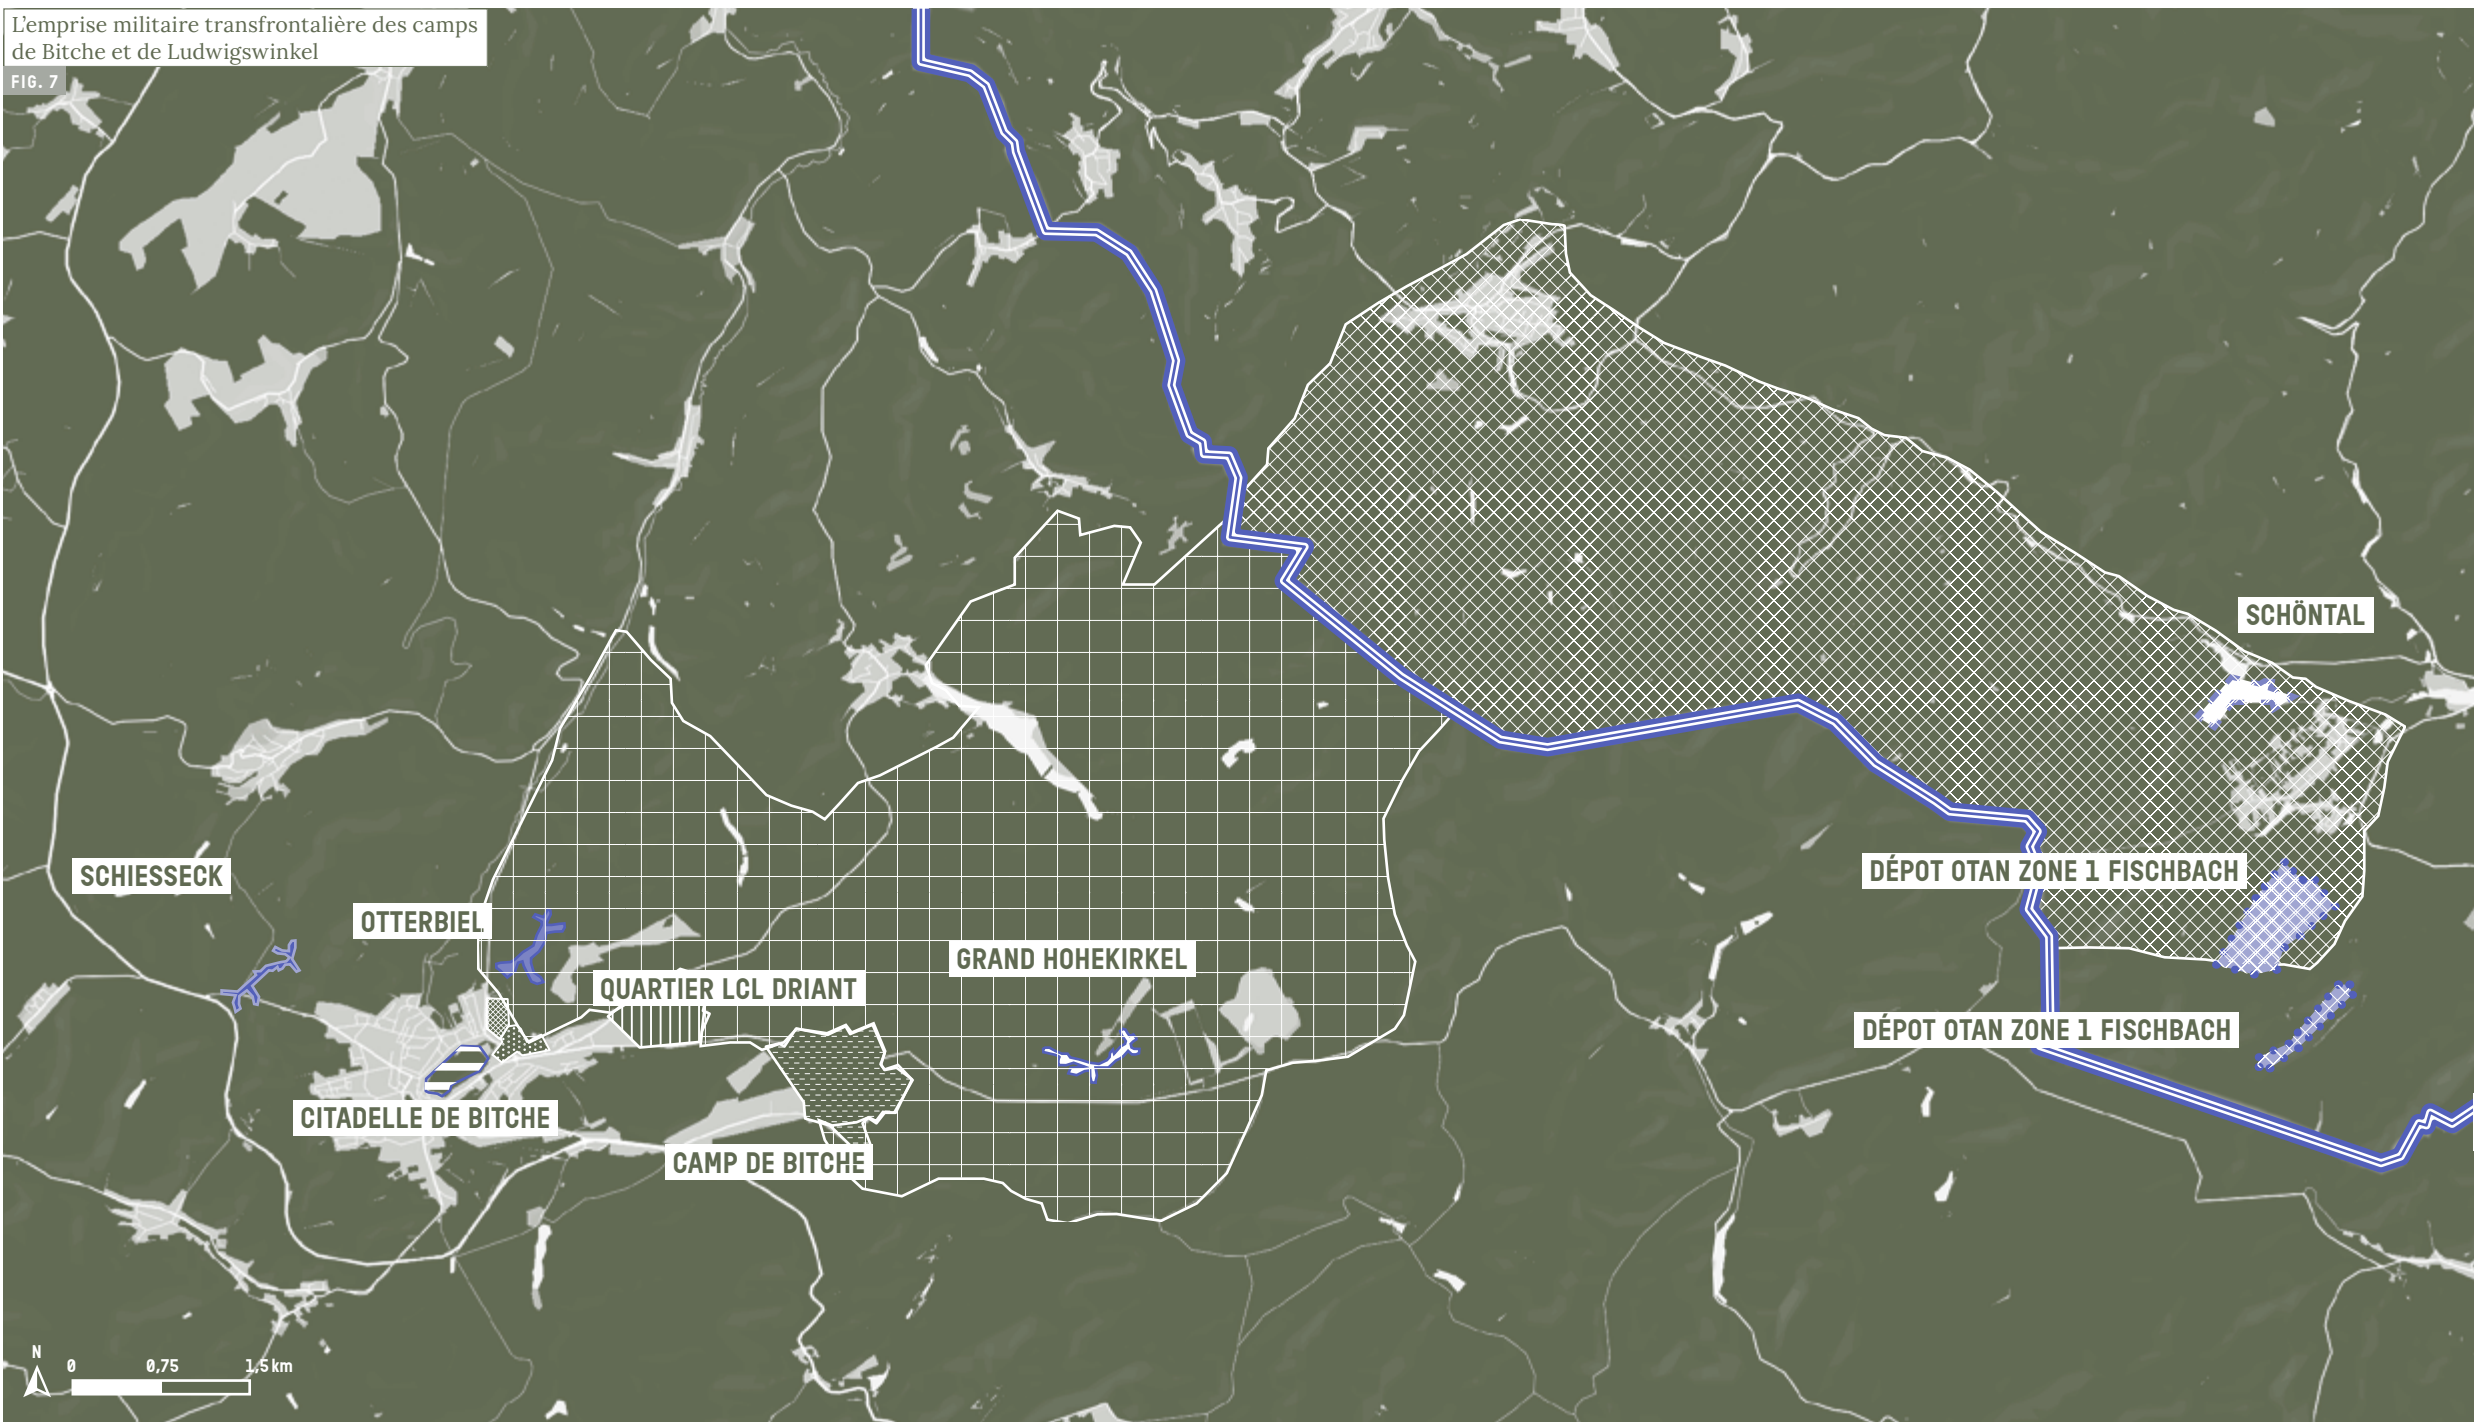 L'emprise militaire transfrontalière des camps
de Bitche et de Ludwigswinkel
FIG. 7
SCHÖNTAL
SCHIESSECK
DÉPOT OTAN ZONE 1 FISCHBACH
OTTERBIEL
GRAND HOHEKIRKEL
QUARTIER LCL DRIANT
DÉPOT OTAN ZONE 1 FISCHBACH
CITADELLE DE BITCHE
CAMP DE BITCHE
N
0 0,75 1,5 km